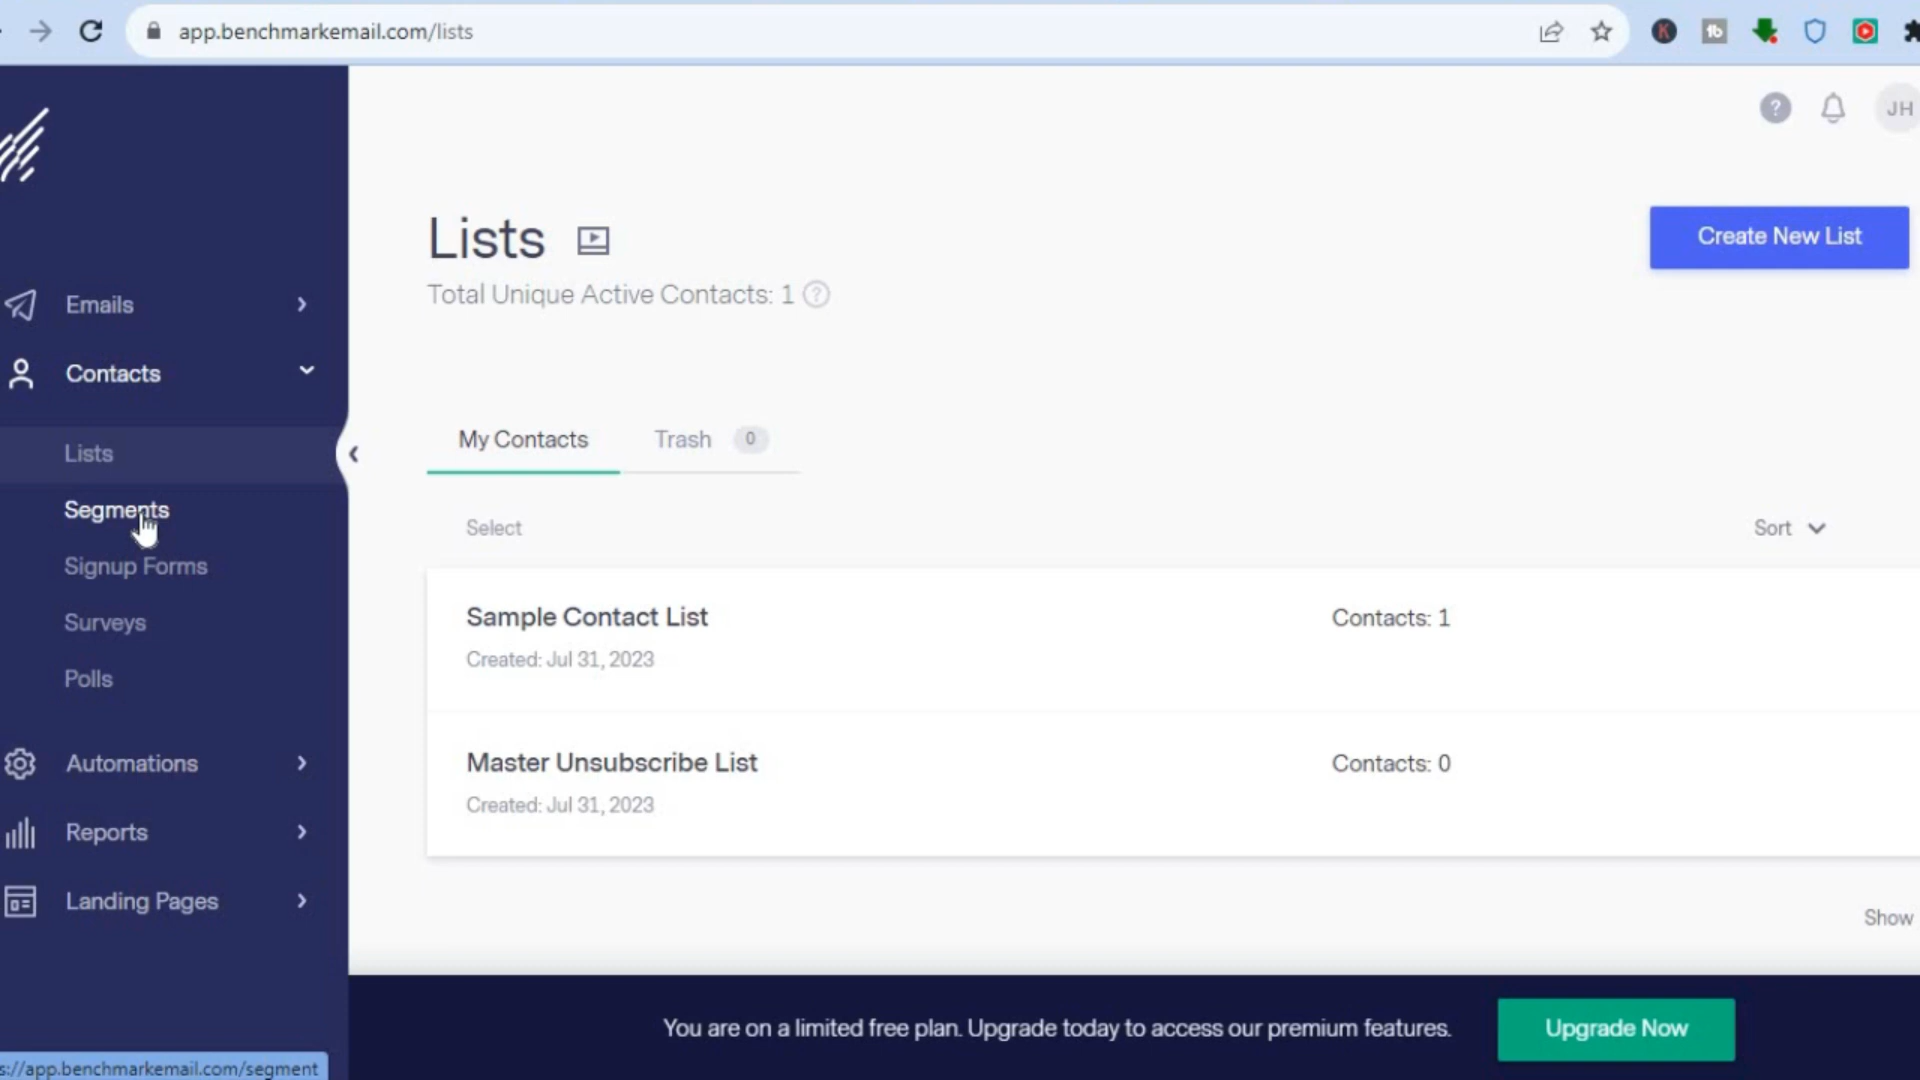 app.benchmarkemail.com/lists
K
tb
?
JH
Lists
Create New List
Total Unique Active Contacts: 1 ?
Emails
Contacts
Lists
Segments
Signup Forms
Surveys
Polls
Automations
Reports
Landing Pages
My Contacts
Trash 0
Select
Sort
Sample Contact List
Contacts: 1
Created: Jul 31, 2023
Master Unsubscribe List
Contacts: 0
Created: Jul 31, 2023
Show
You are on a limited free plan. Upgrade today to access our premium features.
Upgrade Now
s://app.benchmarkemail.com/segment